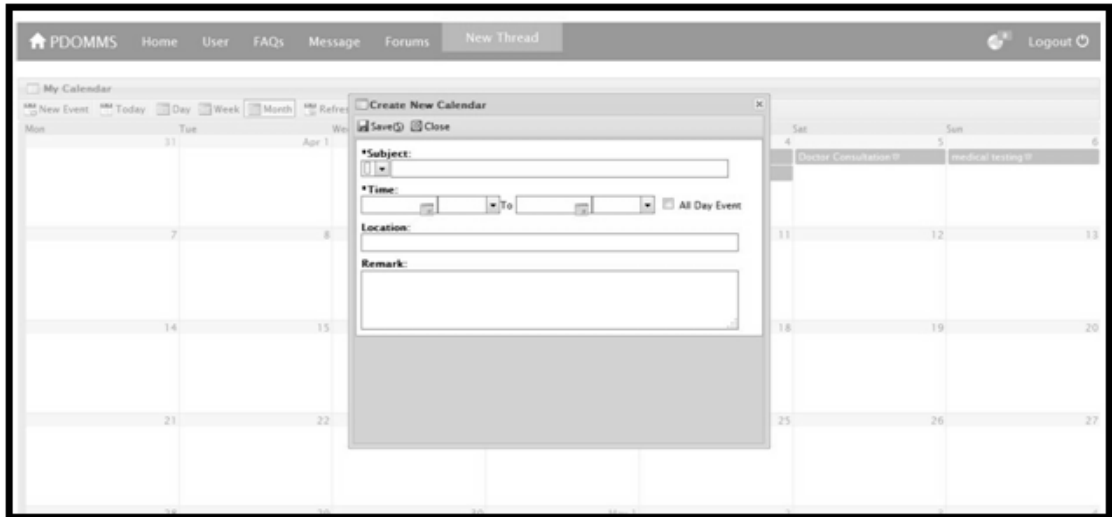 PDOMMS Home User FAQs Message Forums New Thread Logout
My Calendar
New Event Today Day Week Month Refres
Create New Calendar x
Save(S) Close
Mon Tue We Sat Sun
31 Apr 1 4 5 6
Doctor Consultation medical testing
*Subject:
*Time:
To All Day Event
Location:
Remark:
7 8 11 12 13
14 15 18 19 20
21 22 25 26 27